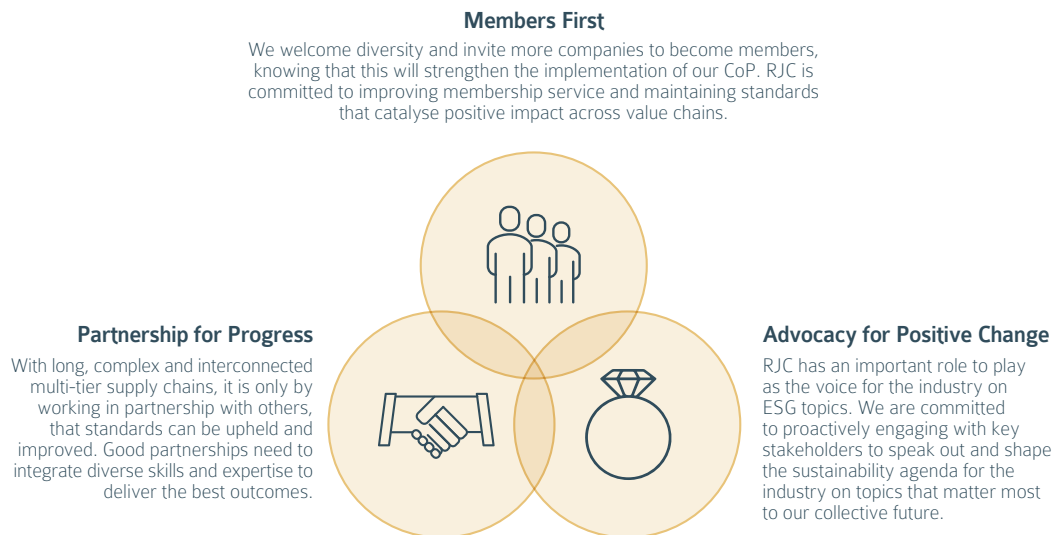 Members First
We welcome diversity and invite more companies to become members,
knowing that this will strengthen the implementation of our CoP. RJC is
committed to improving membership service and maintaining standards
that catalyse positive impact across value chains.
Partnership for Progress
With long, complex and interconnected
multi-tier supply chains, it is only by
working in partnership with others,
that standards can be upheld and
improved. Good partnerships need to
integrate diverse skills and expertise to
deliver the best outcomes.
Advocacy for Positive Change
RJC has an important role to play
as the voice for the industry on
ESG topics. We are committed
to proactively engaging with key
stakeholders to speak out and shape
the sustainability agenda for the
industry on topics that matter most
to our collective future.